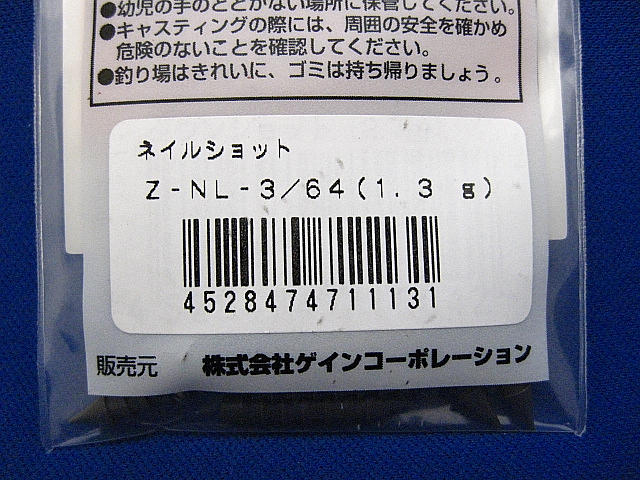 ●幼児の手のとどかない場所に保管してください。
●キャスティングの際には、周囲の安全を確かめ
危険のないことを確認してください。
●釣り場はきれいに、ゴミは持ち帰りましょう。
ネイルショット
Z-NL-3/64(1.3 g)
4528474711131
販売元 株式会社ゲインコーポレーション